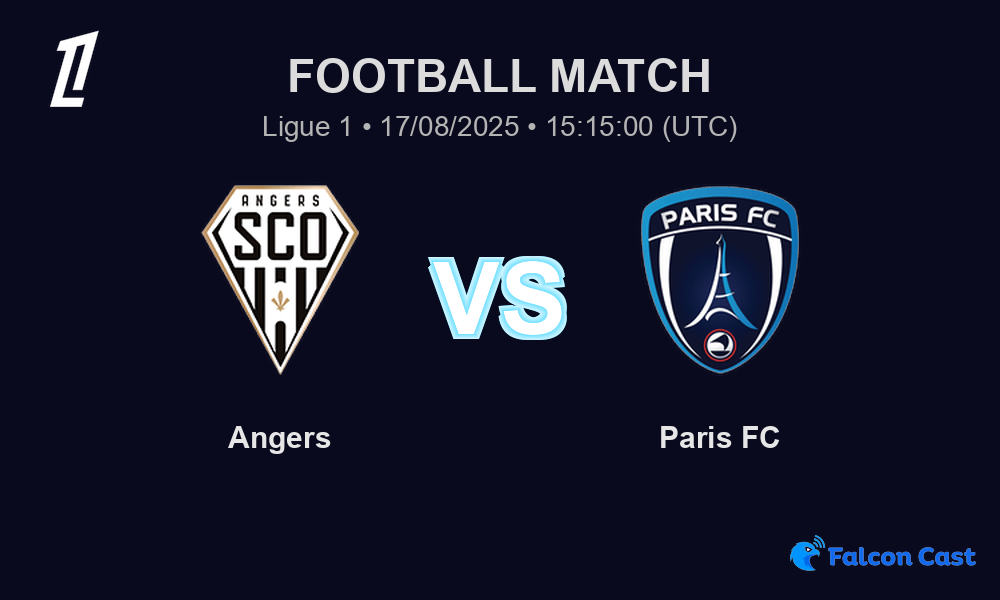 FOOTBALL MATCH
Ligue 1 • 17/08/2025 • 15:15:00 (UTC)
ANGERS
SCO
PARIS FC
VS
Angers
Paris FC
Falcon Cast